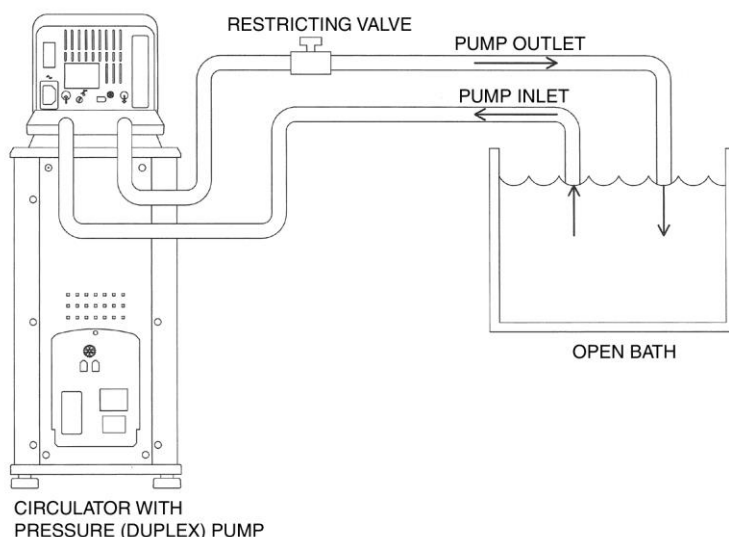 RESTRICTING VALVE
PUMP OUTLET
PUMP INLET
OPEN BATH
CIRCULATOR WITH
PRESSURE (DUPLEX) PUMP